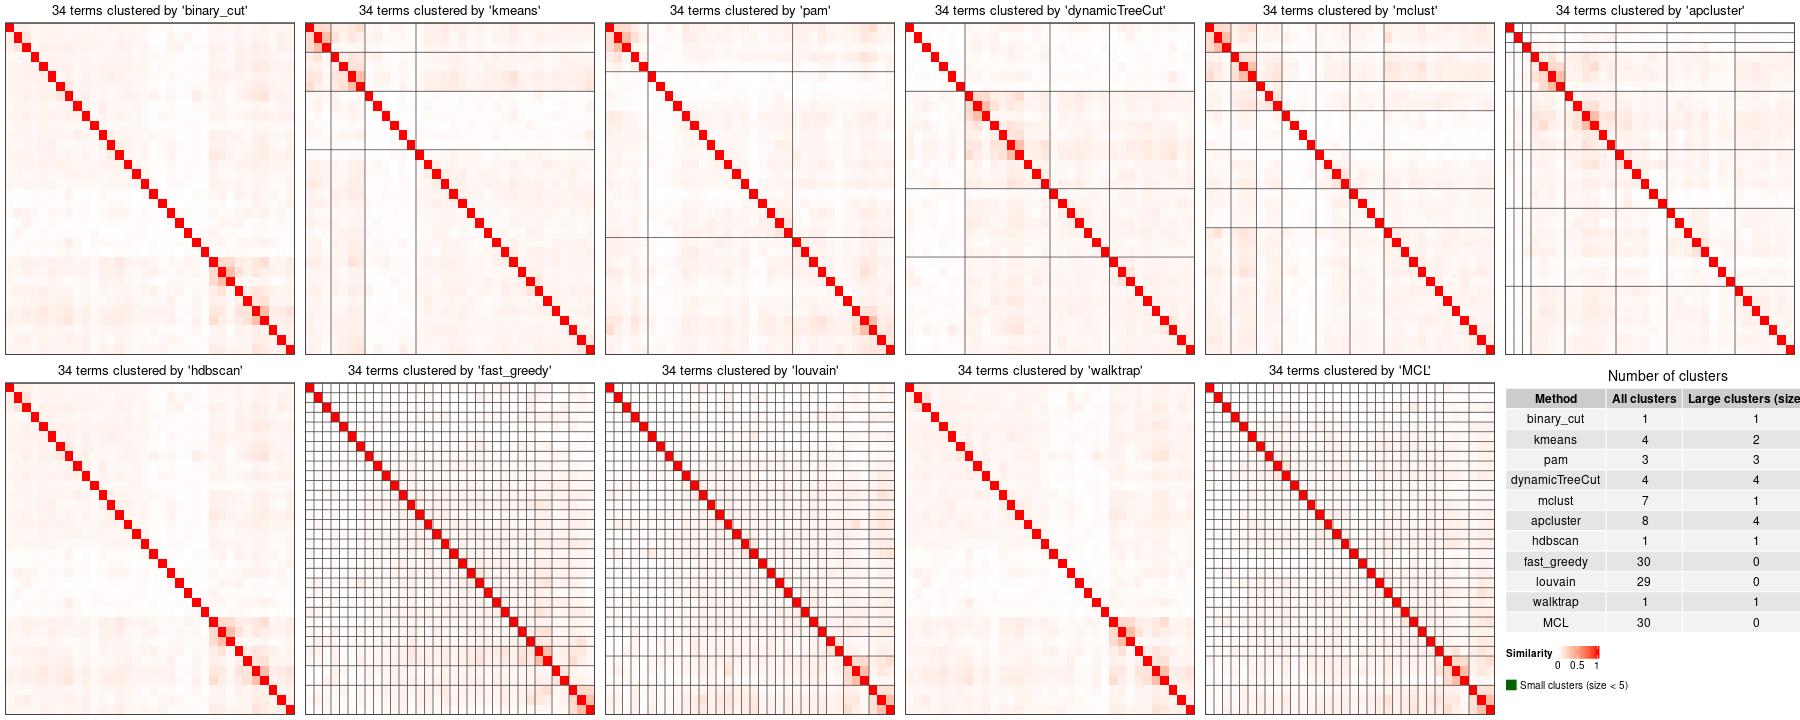 34 terms clustered by 'binary_cut'
34 terms clustered by 'kmeans'
34 terms clustered by 'pam'
34 terms clustered by 'dynamicTreeCut'
34 terms clustered by 'mclust'
34 terms clustered by 'apcluster'
34 terms clustered by 'hdbscan'
34 terms clustered by 'fast_greedy'
34 terms clustered by 'louvain'
34 terms clustered by 'walktrap'
34 terms clustered by 'MCL'
Number of clusters
Method All clusters Large clusters (size
binary_cut 1 1
kmeans 4 2
pam 3 3
dynamicTreeCut 4 4
mclust 7 1
apcluster 8 4
hdbscan 1 1
fast_greedy 30 0
louvain 29 0
walktrap 1 1
MCL 30 0
Similarity
0 0.5 1
Small clusters (size < 5)